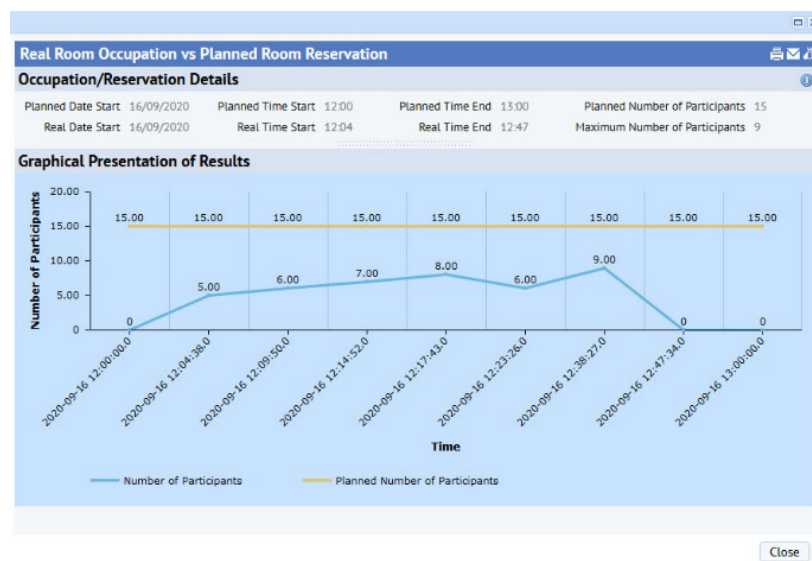 Real Room Occupation vs Planned Room Reservation
Occupation/Reservation Details
Planned Date Start 16/09/2020 Planned Time Start 12:00 Planned Time End 13:00 Planned Number of Participants 15
Real Date Start 16/09/2020 Real Time Start 12:04 Real Time End 12:47 Maximum Number of Participants 9
Graphical Presentation of Results
Number of Participants
20.00
15.00
10.00
5.00
0
15.00 15.00 15.00 15.00 15.00 15.00 15.00 15.00 15.00
0 5.00 6.00 7.00 8.00 6.00 9.00 0 0
2020-09-16 12:00:00.0
2020-09-16 12:04:38.0
2020-09-16 12:09:50.0
2020-09-16 12:14:52.0
2020-09-16 12:17:43.0
2020-09-16 12:23:26.0
2020-09-16 12:38:27.0
2020-09-16 12:47:34.0
2020-09-16 13:00:00.0
Time
Number of Participants Planned Number of Participants
Close